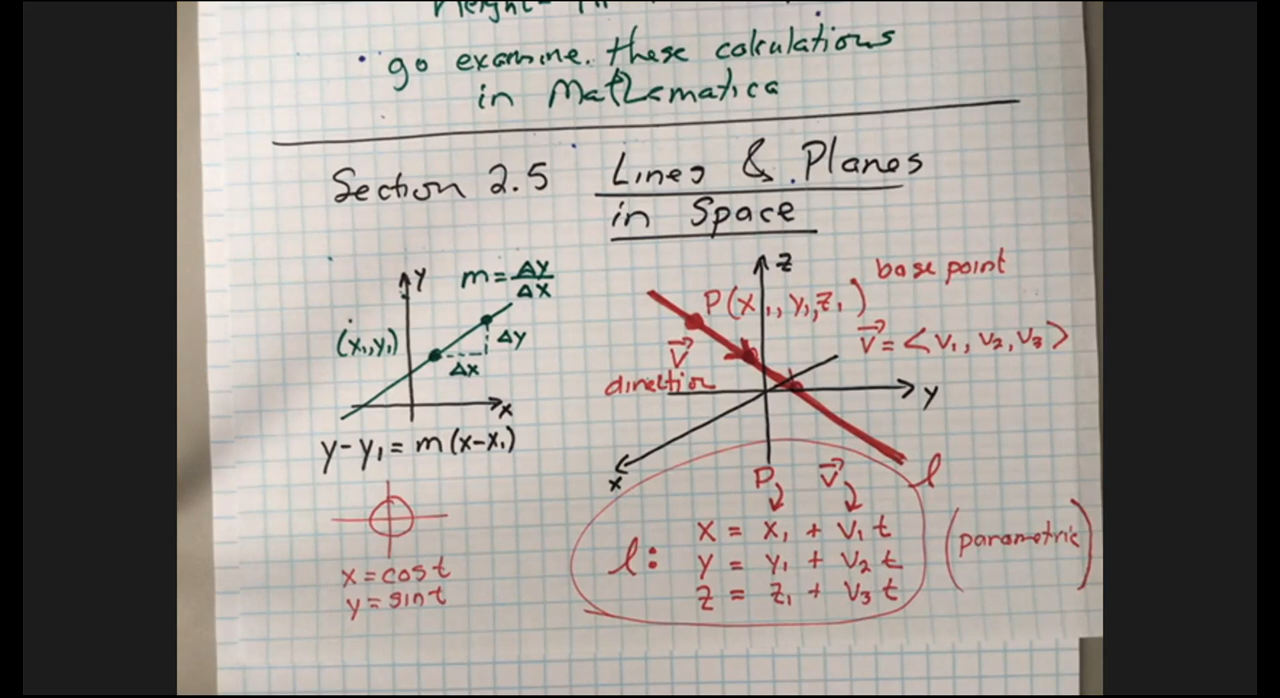 Height
go examine these calculations
in Mathematica
Section 2.5 Lines & Planes
in Space
y
m = Δy/Δx
(x₁,y₁)
Δy
Δx
x
y-y₁ = m(x-x₁)
x = cos t
y = sin t
z
base point
P(x₁, y₁, z₁)
v⃗ = <v₁, v₂, v₃>
v⃗
direction
y
x
l
P v⃗
l:
x = x₁ + v₁ t
y = y₁ + v₂ t
z = z₁ + v₃ t
(parametric)